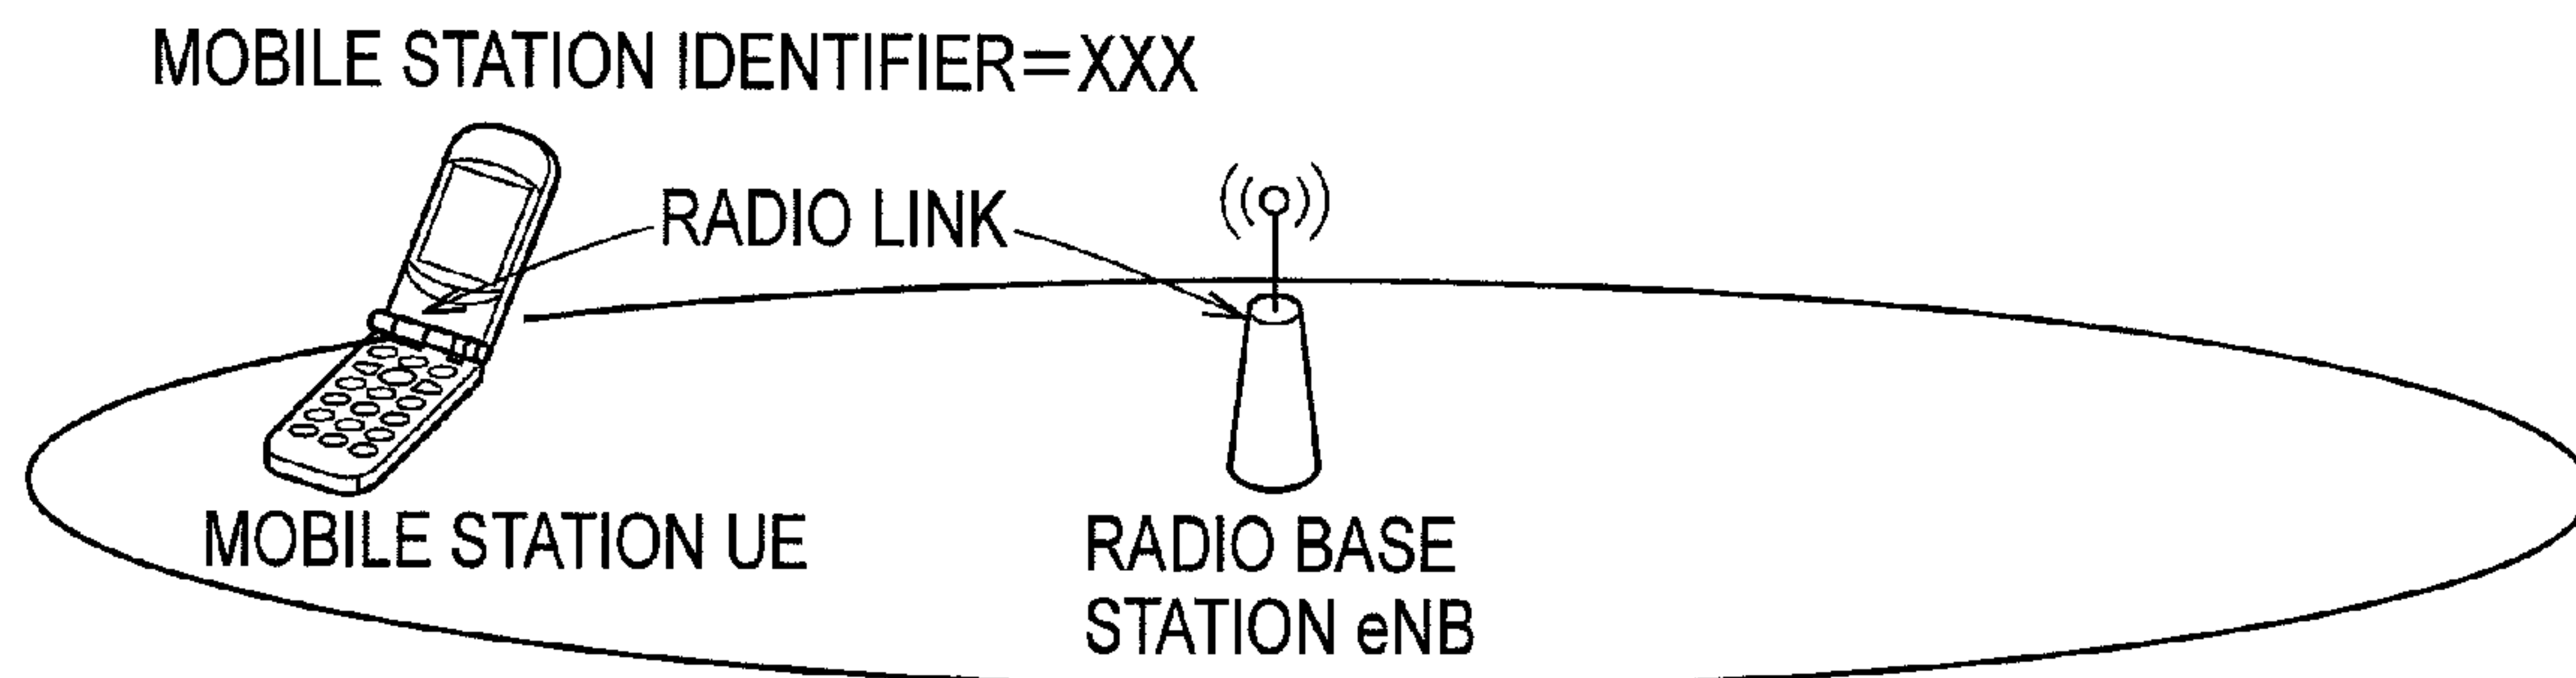 MOBILE STATION IDENTIFIER=XXX
RADIO LINK
MOBILE STATION UE
RADIO BASE
STATION eNB